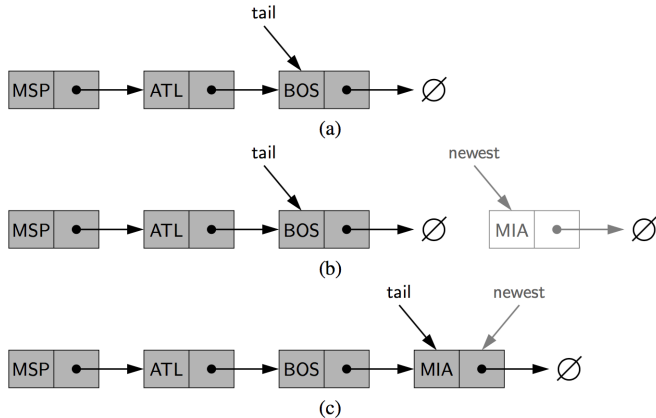 tail
MSP ATL BOS ∅
(a)
tail newest
MSP ATL BOS ∅ MIA ∅
(b)
tail newest
MSP ATL BOS MIA ∅
(c)